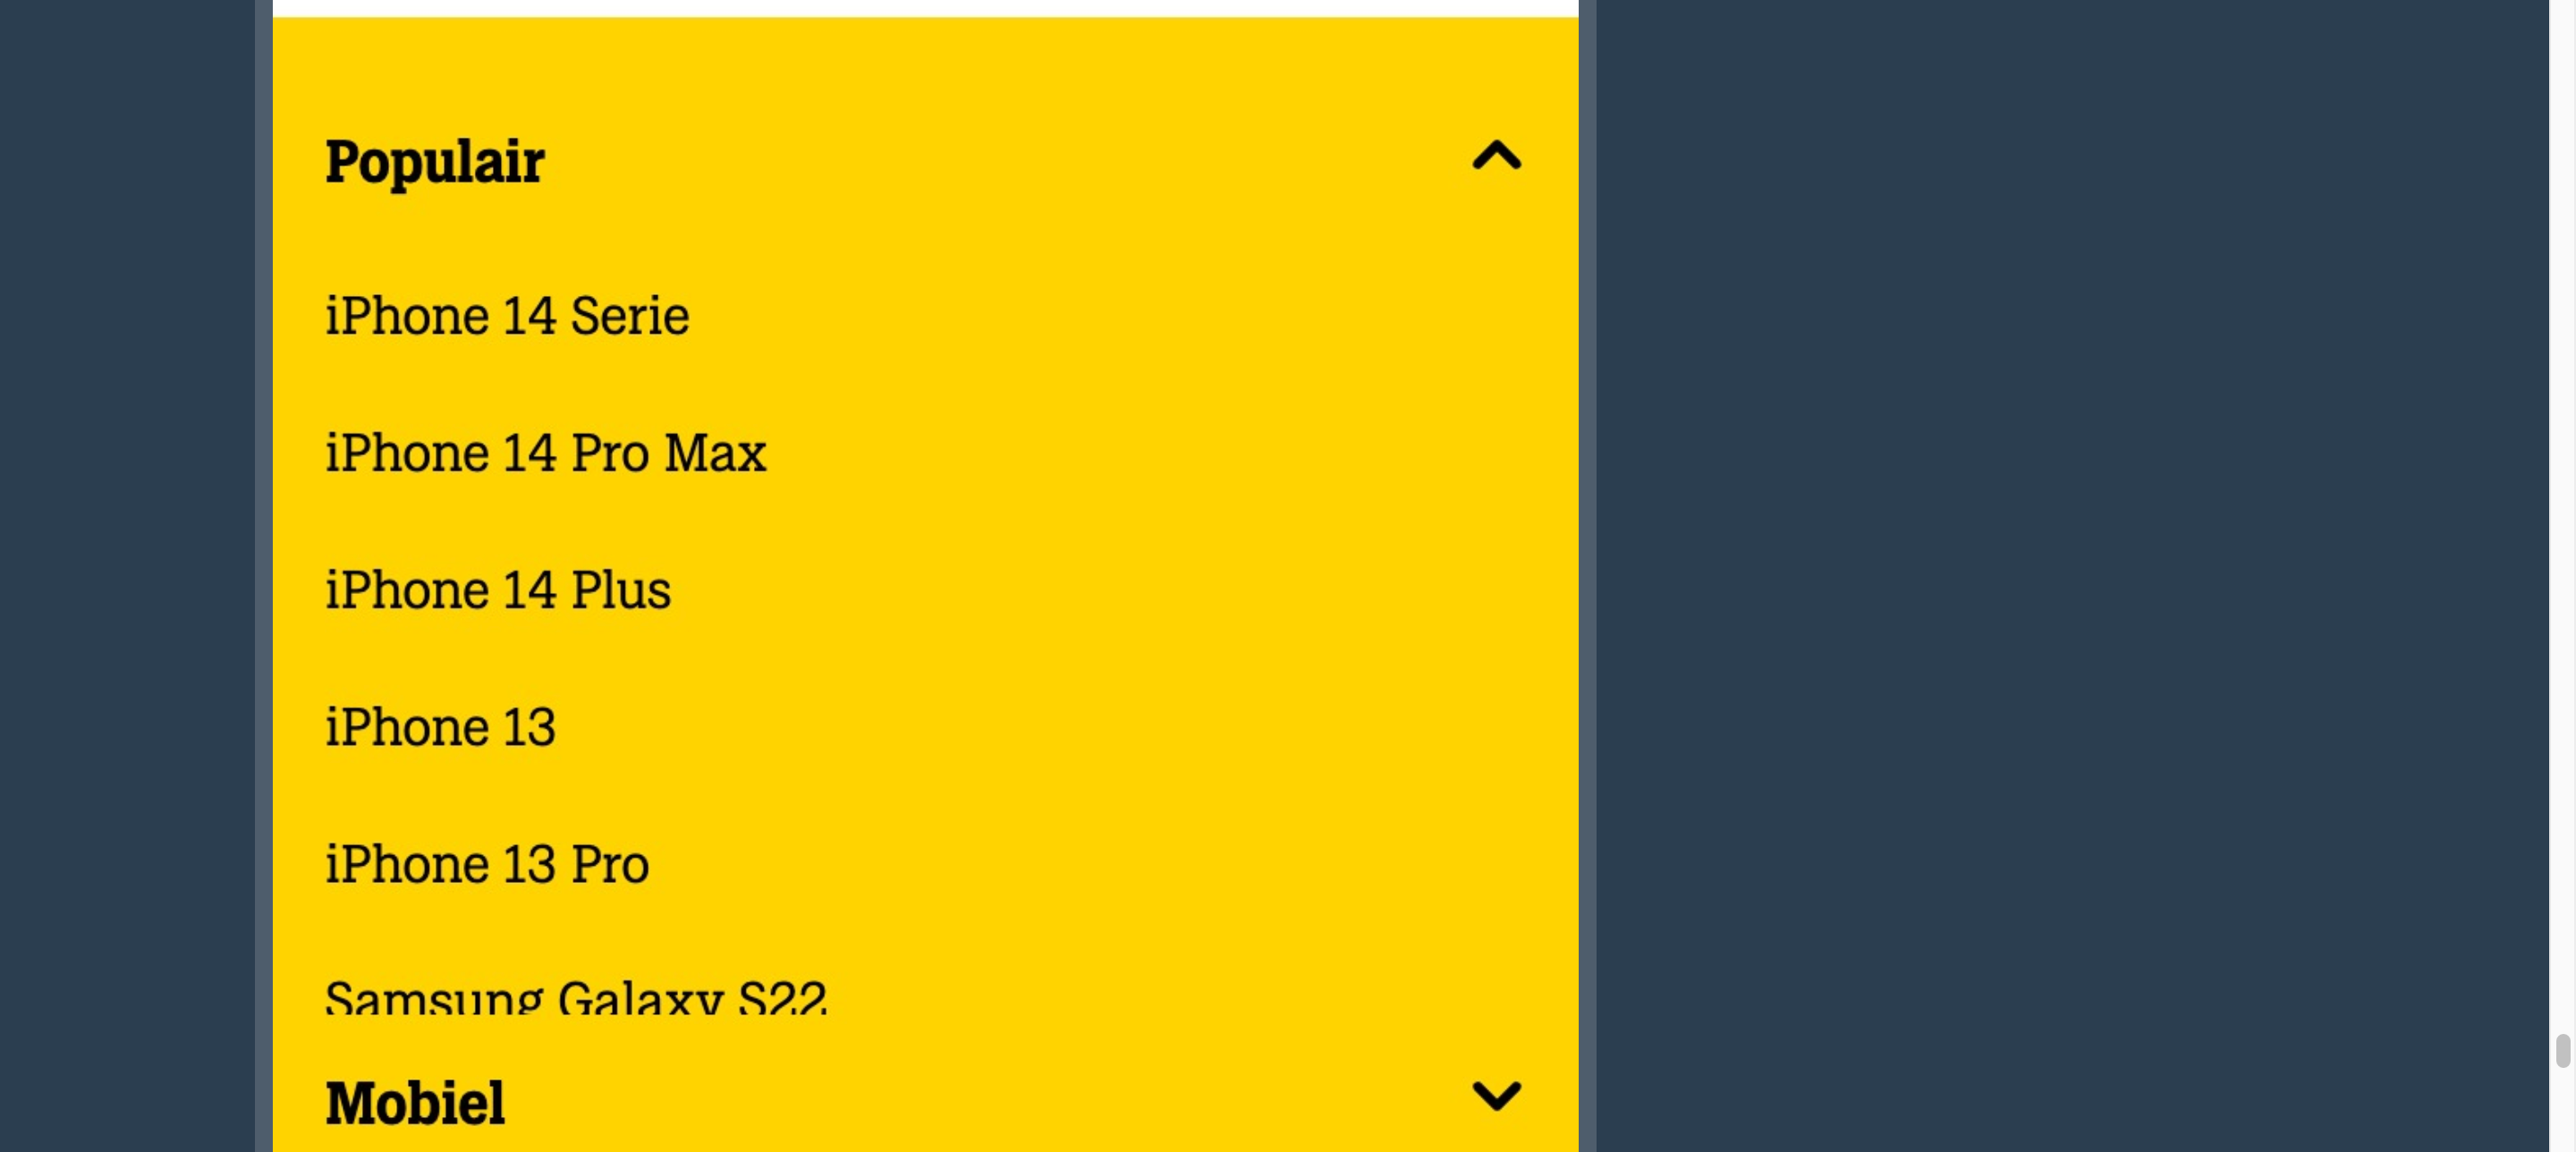 Populair
iPhone 14 Serie
iPhone 14 Pro Max
iPhone 14 Plus
iPhone 13
iPhone 13 Pro
Samsung Galaxy S22
Mobiel